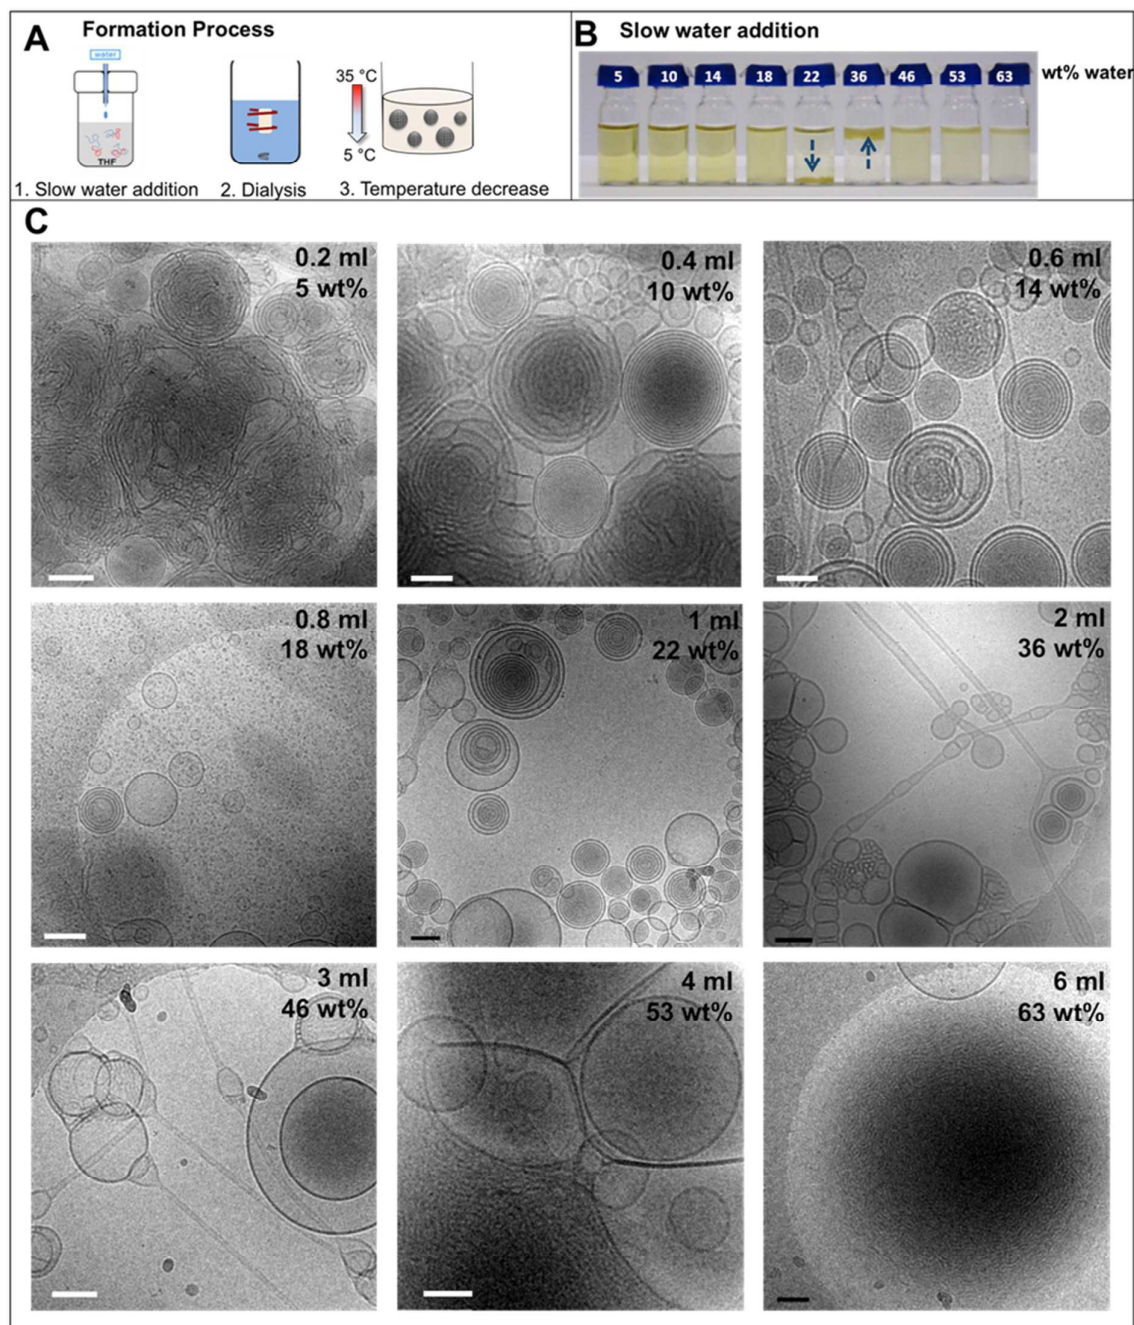 A
Formation Process
water
THF
35 °C
5 °C
1. Slow water addition
2. Dialysis
3. Temperature decrease
B
Slow water addition
5 10 14 18 22 36 46 53 63
wt% water
C
0.2 ml
5 wt%
0.4 ml
10 wt%
0.6 ml
14 wt%
0.8 ml
18 wt%
1 ml
22 wt%
2 ml
36 wt%
3 ml
46 wt%
4 ml
53 wt%
6 ml
63 wt%